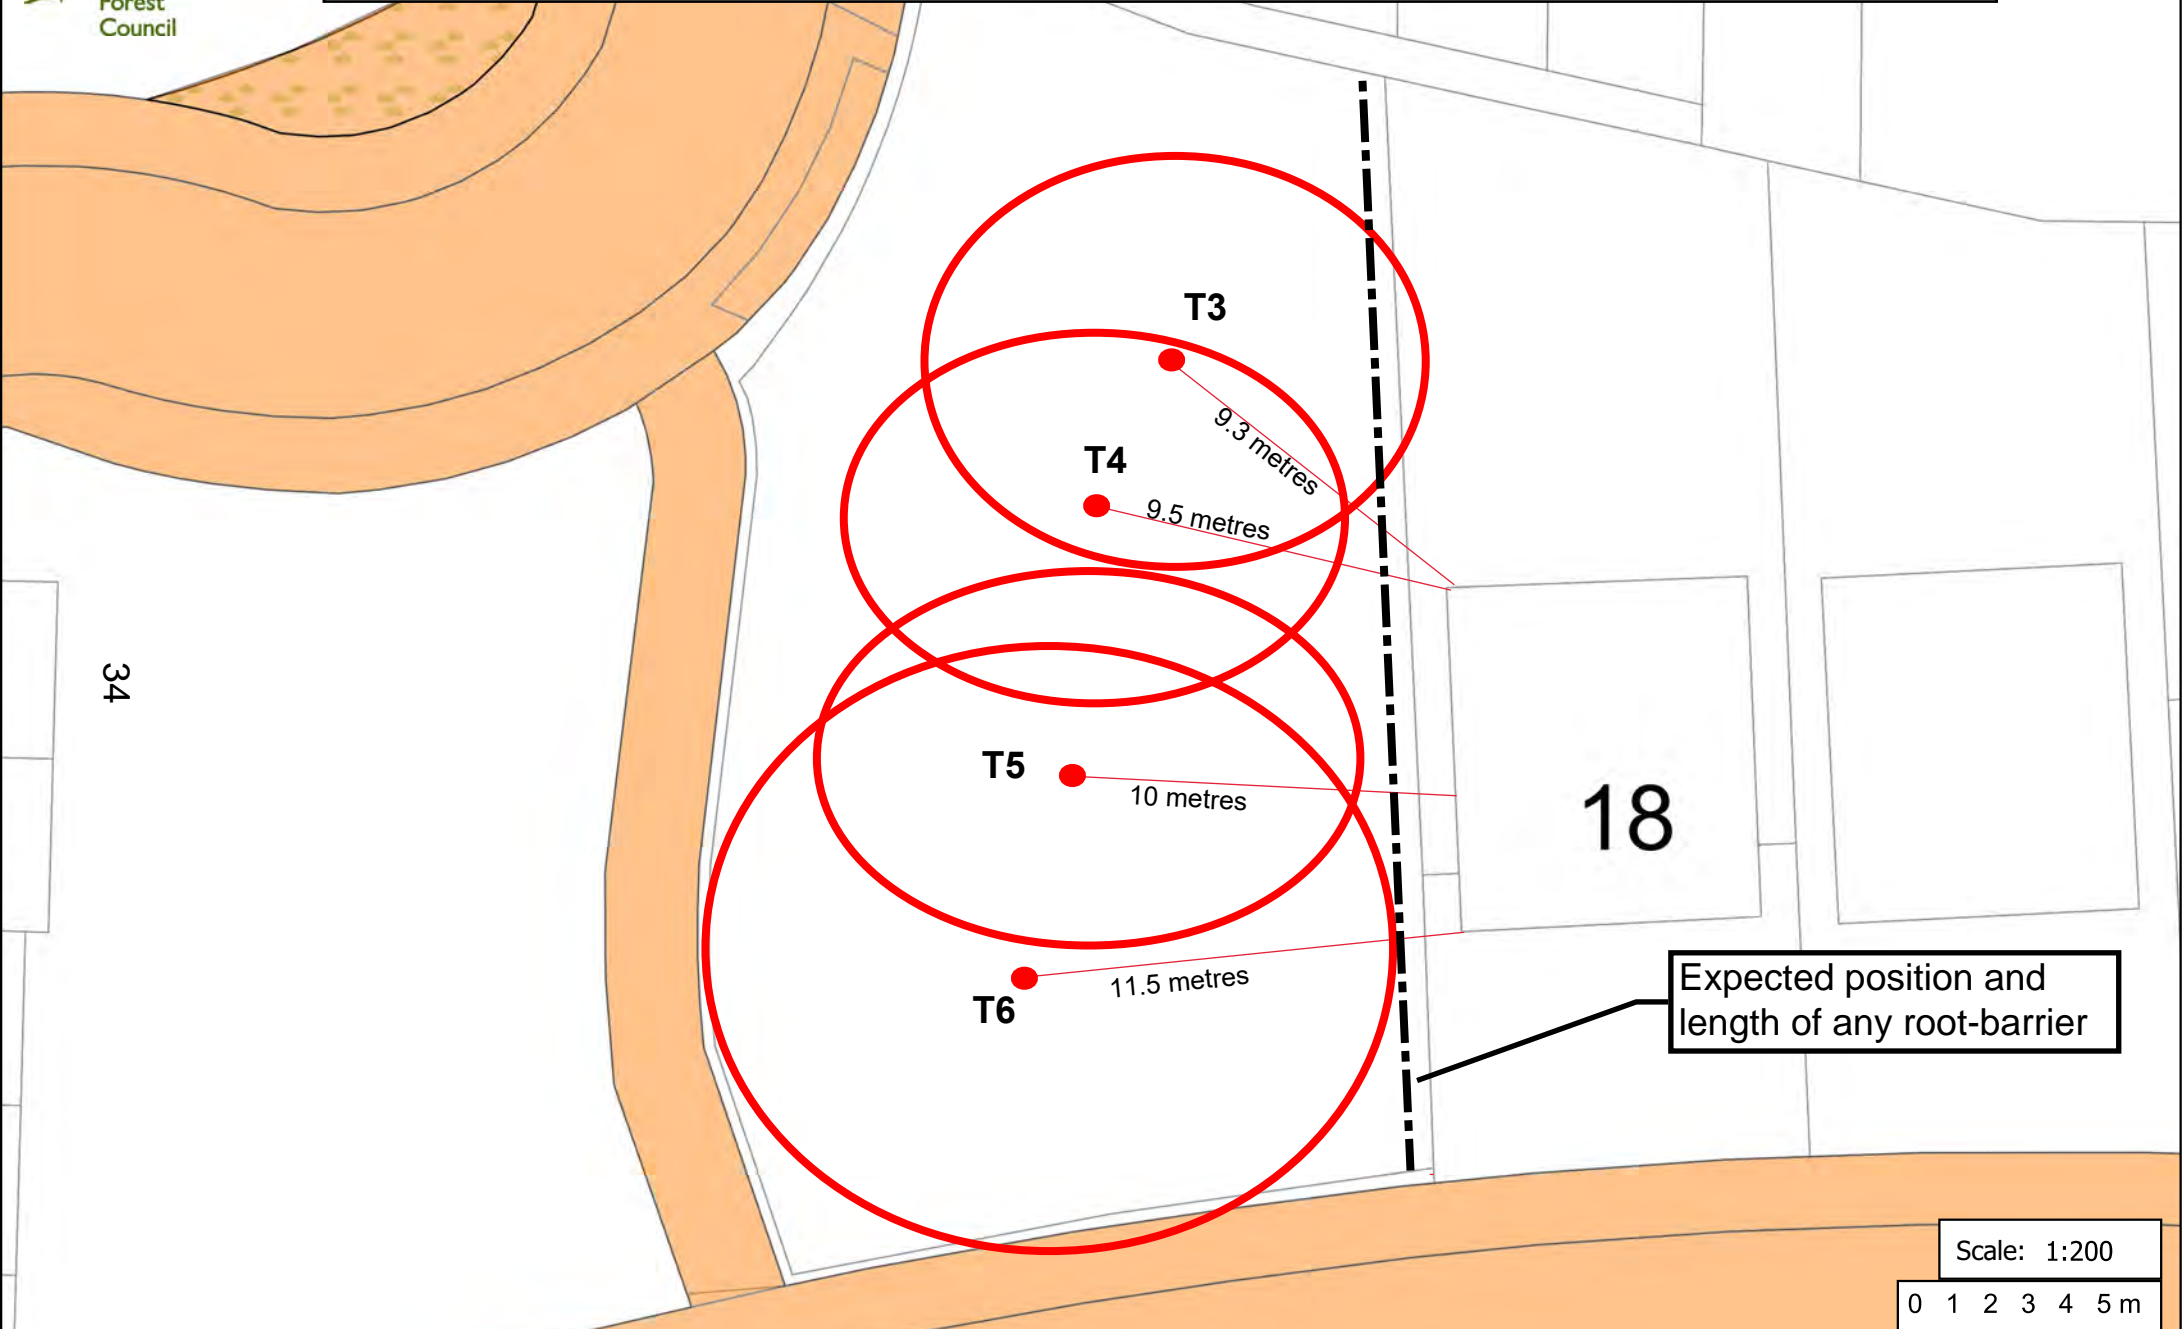 Forest
Council
T3
9.3 metres
T4
9.5 metres
34
T5
10 metres
18
T6
11.5 metres
Expected position and
length of any root-barrier
Scale: 1:200
0 1 2 3 4 5 m